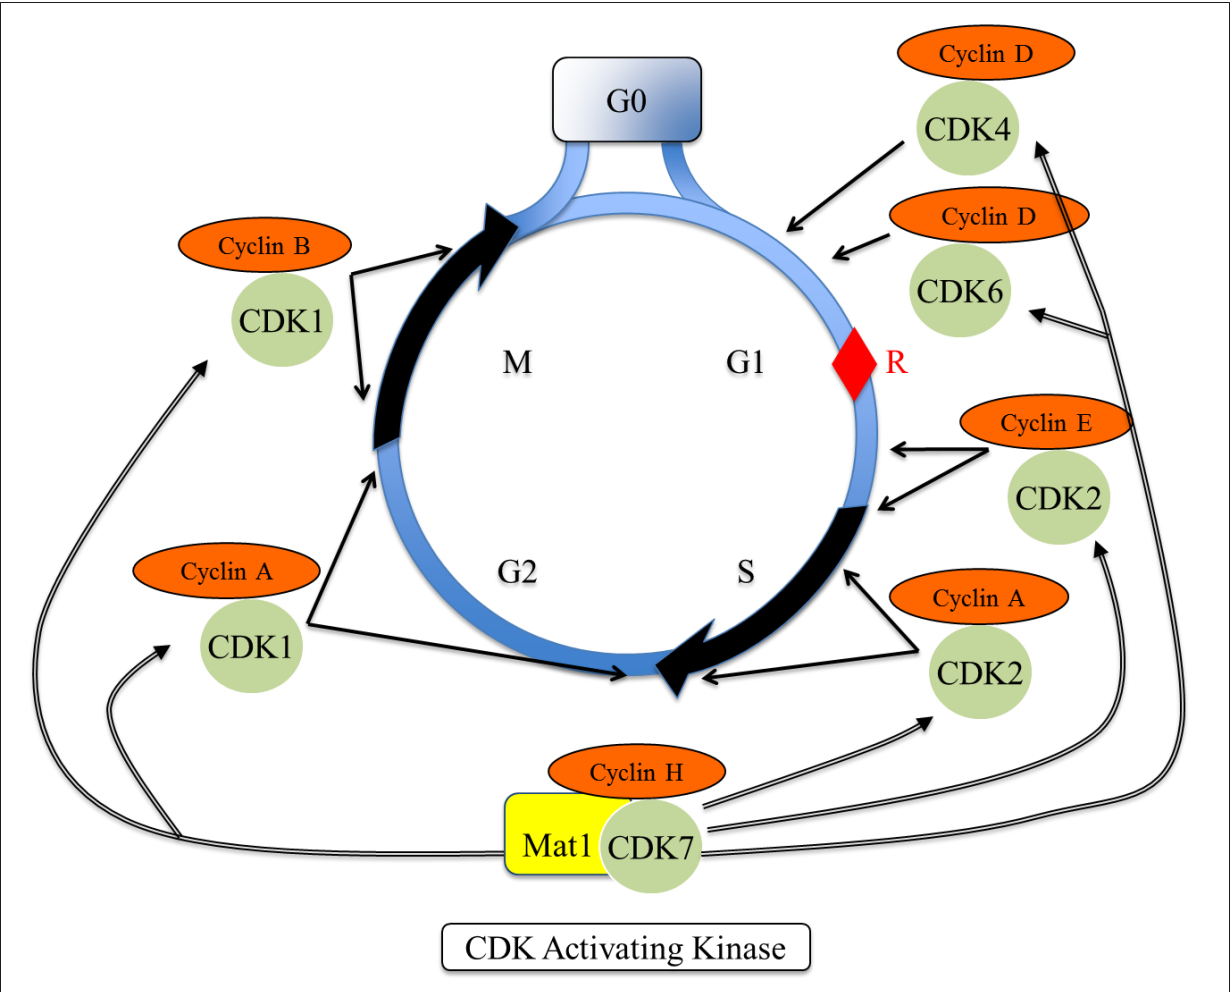 Cyclin D
CDK4
G0
Cyclin D
CDK6
Cyclin B
CDK1
M
G1
R
Cyclin E
CDK2
Cyclin A
CDK1
G2
S
Cyclin A
CDK2
Cyclin H
Mat1
CDK7
CDK Activating Kinase